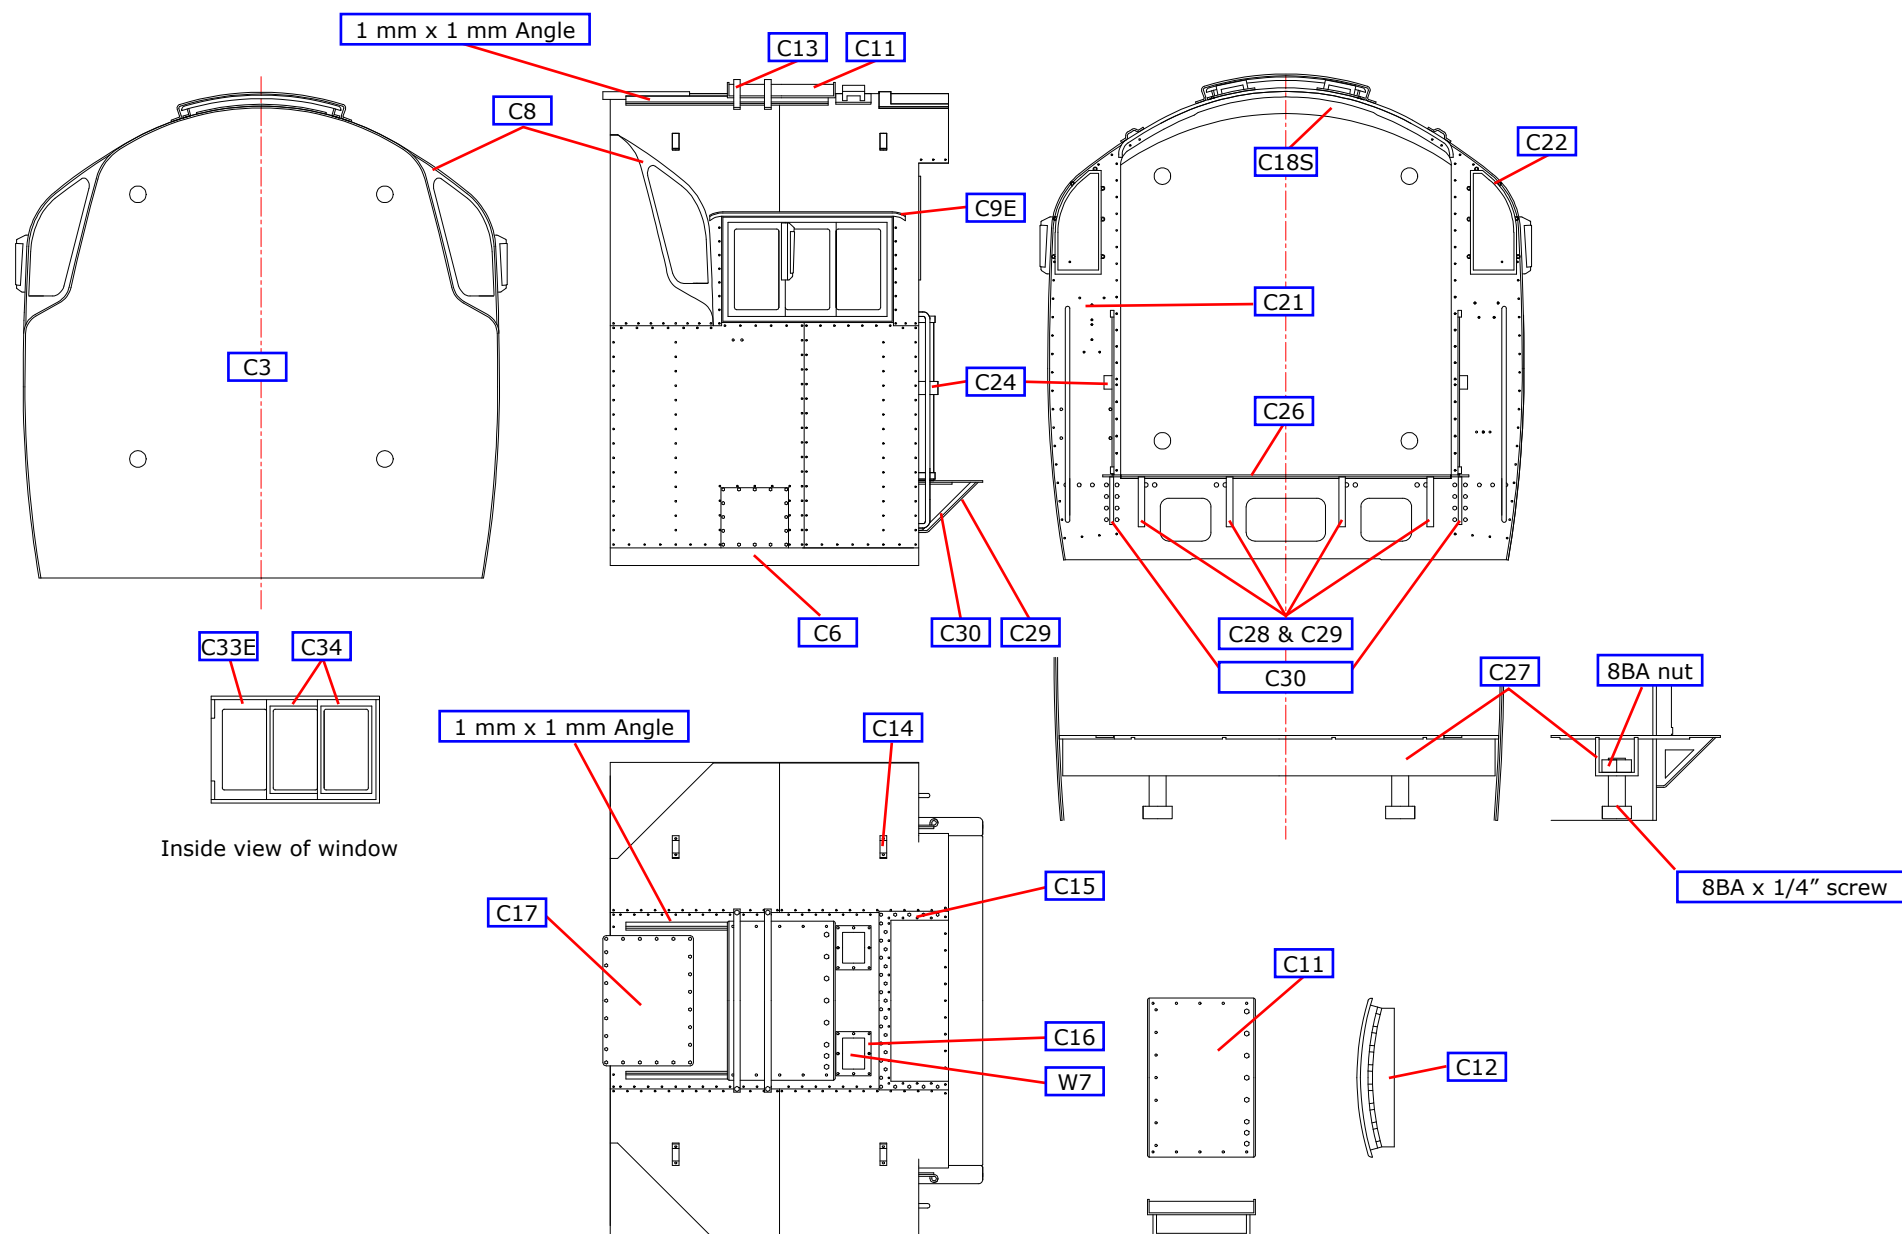 1 mm x 1 mm Angle
C13
C11
C8
C22
C18S
C9E
C21
C3
C24
C26
C6
C30
C29
C28 & C29
C30
C33E
C34
C27
8BA nut
1 mm x 1 mm Angle
C14
Inside view of window
C15
8BA x 1/4″ screw
C17
C11
C16
C12
W7